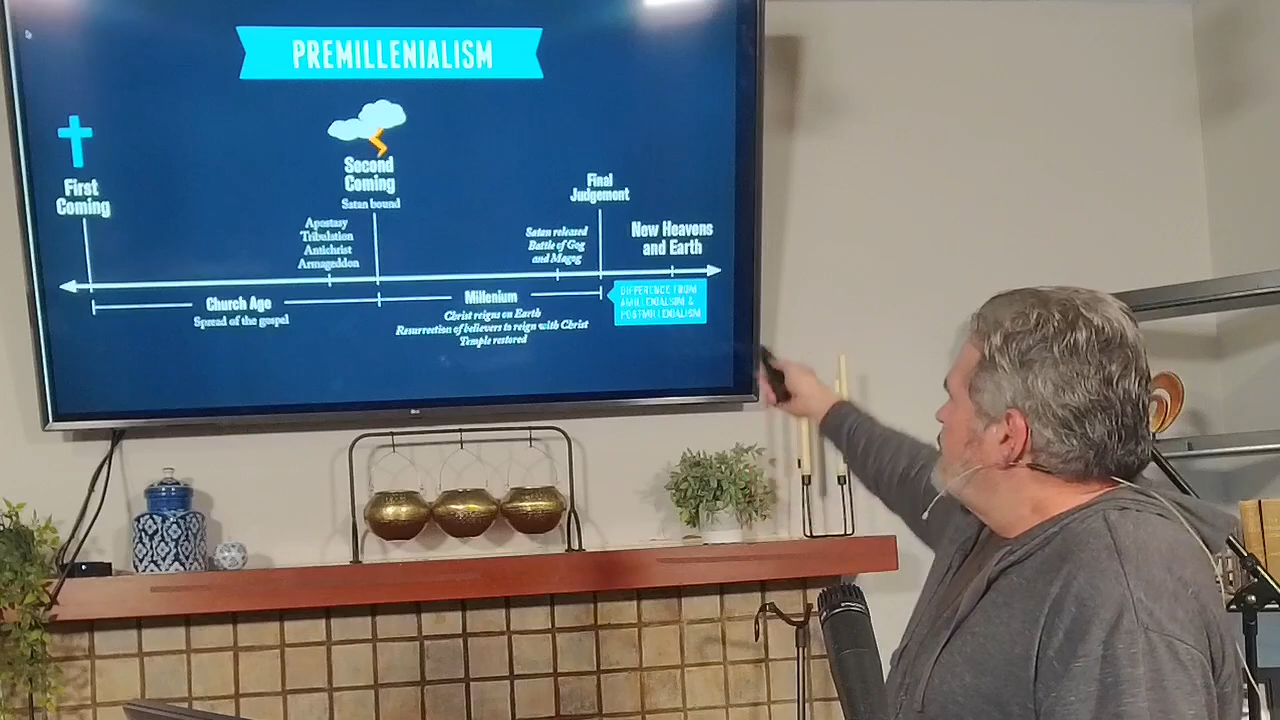 PREMILLENIALISM
First
Coming
Second
Coming
Satan bound
Apostasy
Tribulation
Antichrist
Armageddon
Final
Judgement
Satan released
Battle of Gog
and Magog
New Heavens
and Earth
Church Age
Spread of the gospel
Millenium
Christ reigns on Earth
Resurrection of believers to reign with Christ
Temple restored
DIFFERENCE FROM
AMILLENIALISM &
POSTMILLENIALISM